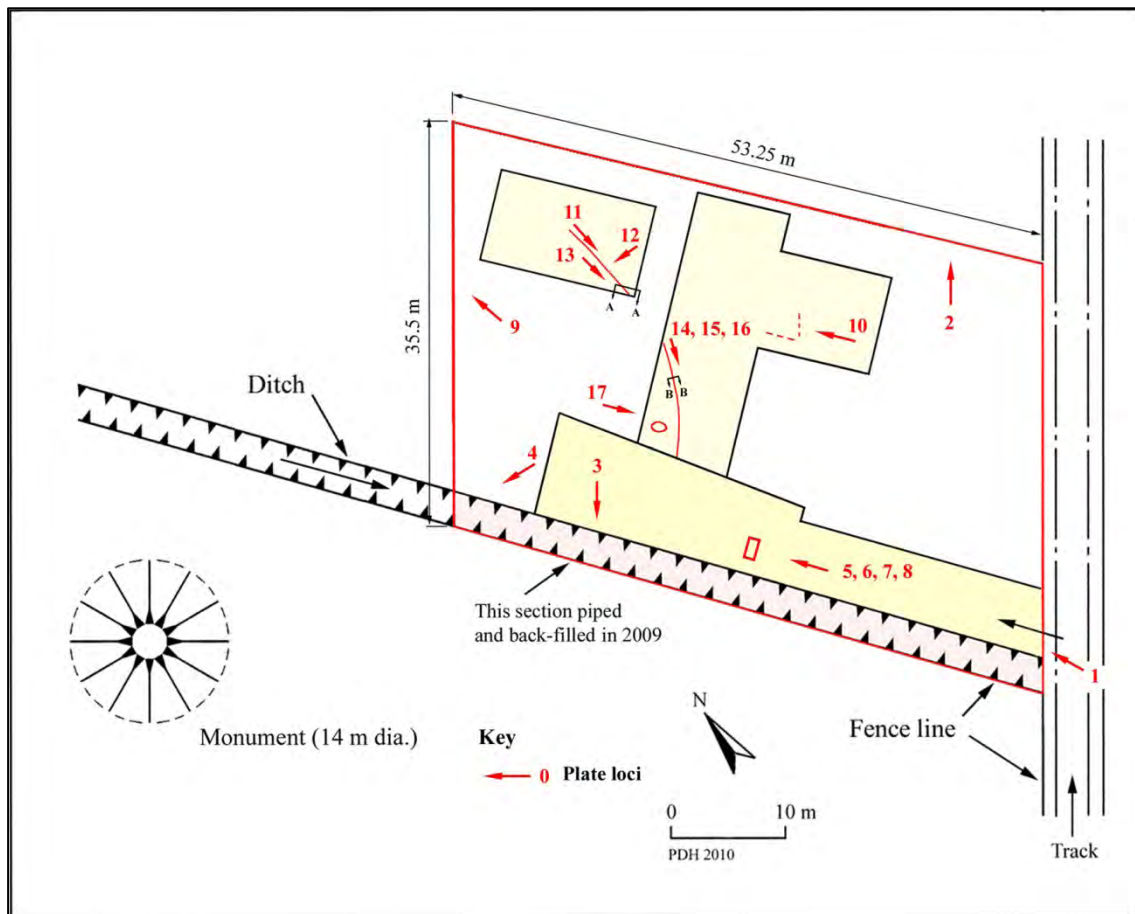 53.25 m
35.5 m
11
12
13
A A
9
2
14, 15, 16
10
B B
17
Ditch
4
3
5, 6, 7, 8
This section piped
and back-filled in 2009
1
Monument (14 m dia.)
Key
0 Plate loci
N
Fence line
0 10 m
PDH 2010
Track